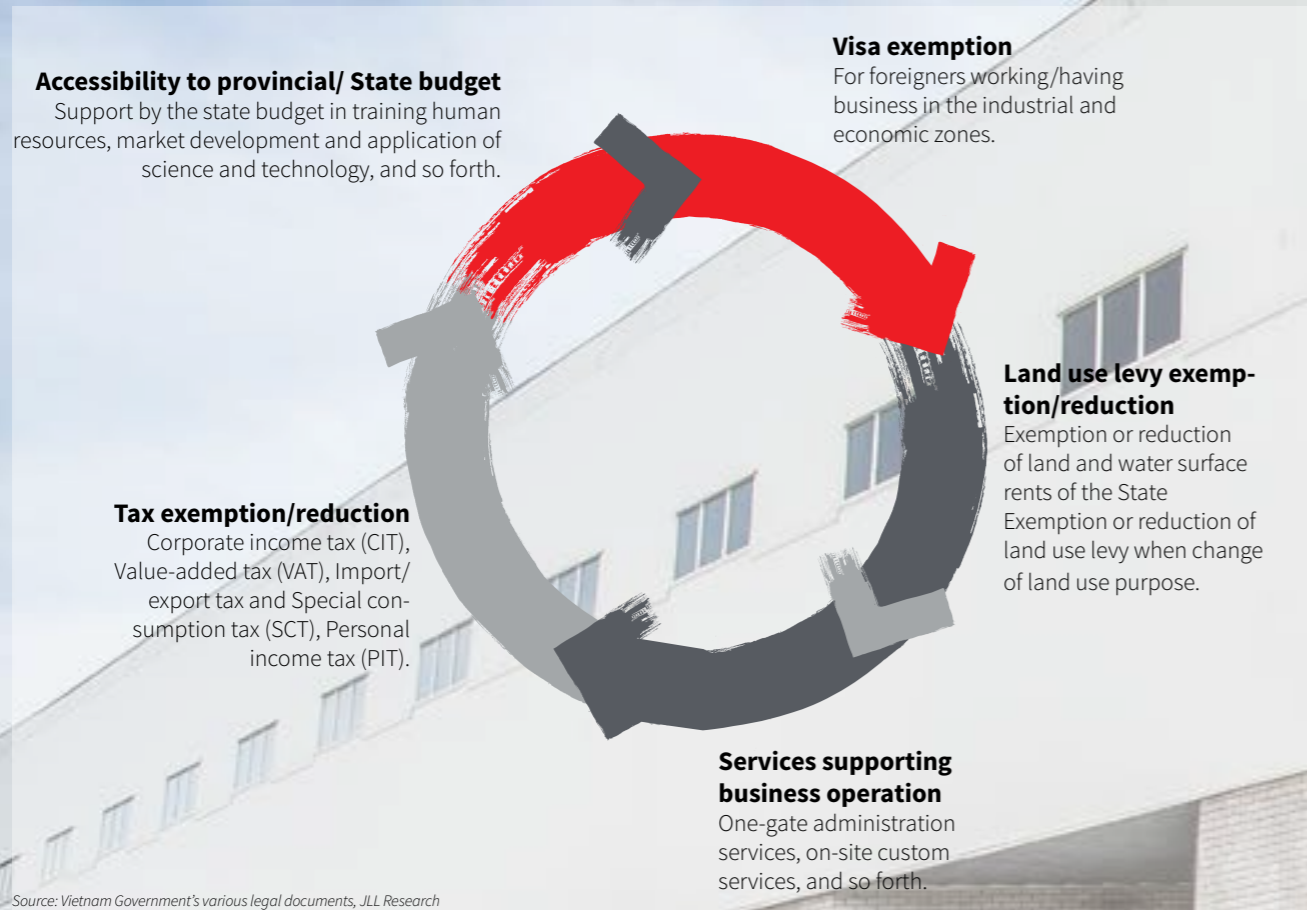 Accessibility to provincial/ State budget
Support by the state budget in training human
resources, market development and application of
science and technology, and so forth.
Visa exemption
For foreigners working/having
business in the industrial and
economic zones.
Land use levy exemp-
tion/reduction
Exemption or reduction
of land and water surface
rents of the State
Exemption or reduction of
land use levy when change
of land use purpose.
Services supporting
business operation
One-gate administration
services, on-site custom
services, and so forth.
Tax exemption/reduction
Corporate income tax (CIT),
Value-added tax (VAT), Import/
export tax and Special con-
sumption tax (SCT), Personal
income tax (PIT).
Source: Vietnam Government's various legal documents, JLL Research